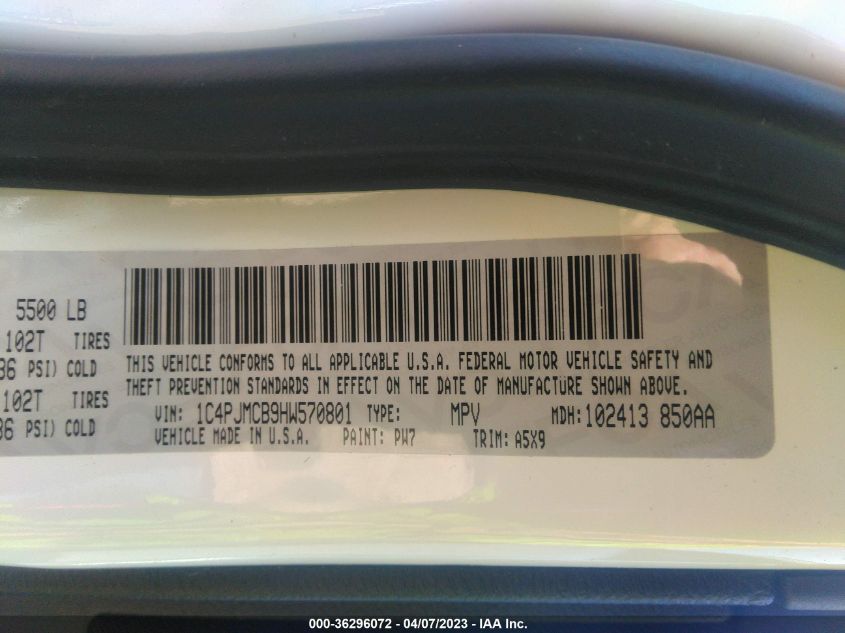 5500 LB
102T TIRES
36 PSI) COLD
102T TIRES
36 PSI) COLD
THIS VEHICLE CONFORMS TO ALL APPLICABLE U.S.A. FEDERAL MOTOR VEHICLE SAFETY AND
THEFT PREVENTION STANDARDS IN EFFECT ON THE DATE OF MANUFACTURE SHOWN ABOVE.
VIN: 1C4PJMCB9HW570801 TYPE: MPV MDH: 102413 850AA
VEHICLE MADE IN U.S.A. PAINT: PW7 TRIM: A5X9
000-36296072 - 04/07/2023 - IAA Inc.